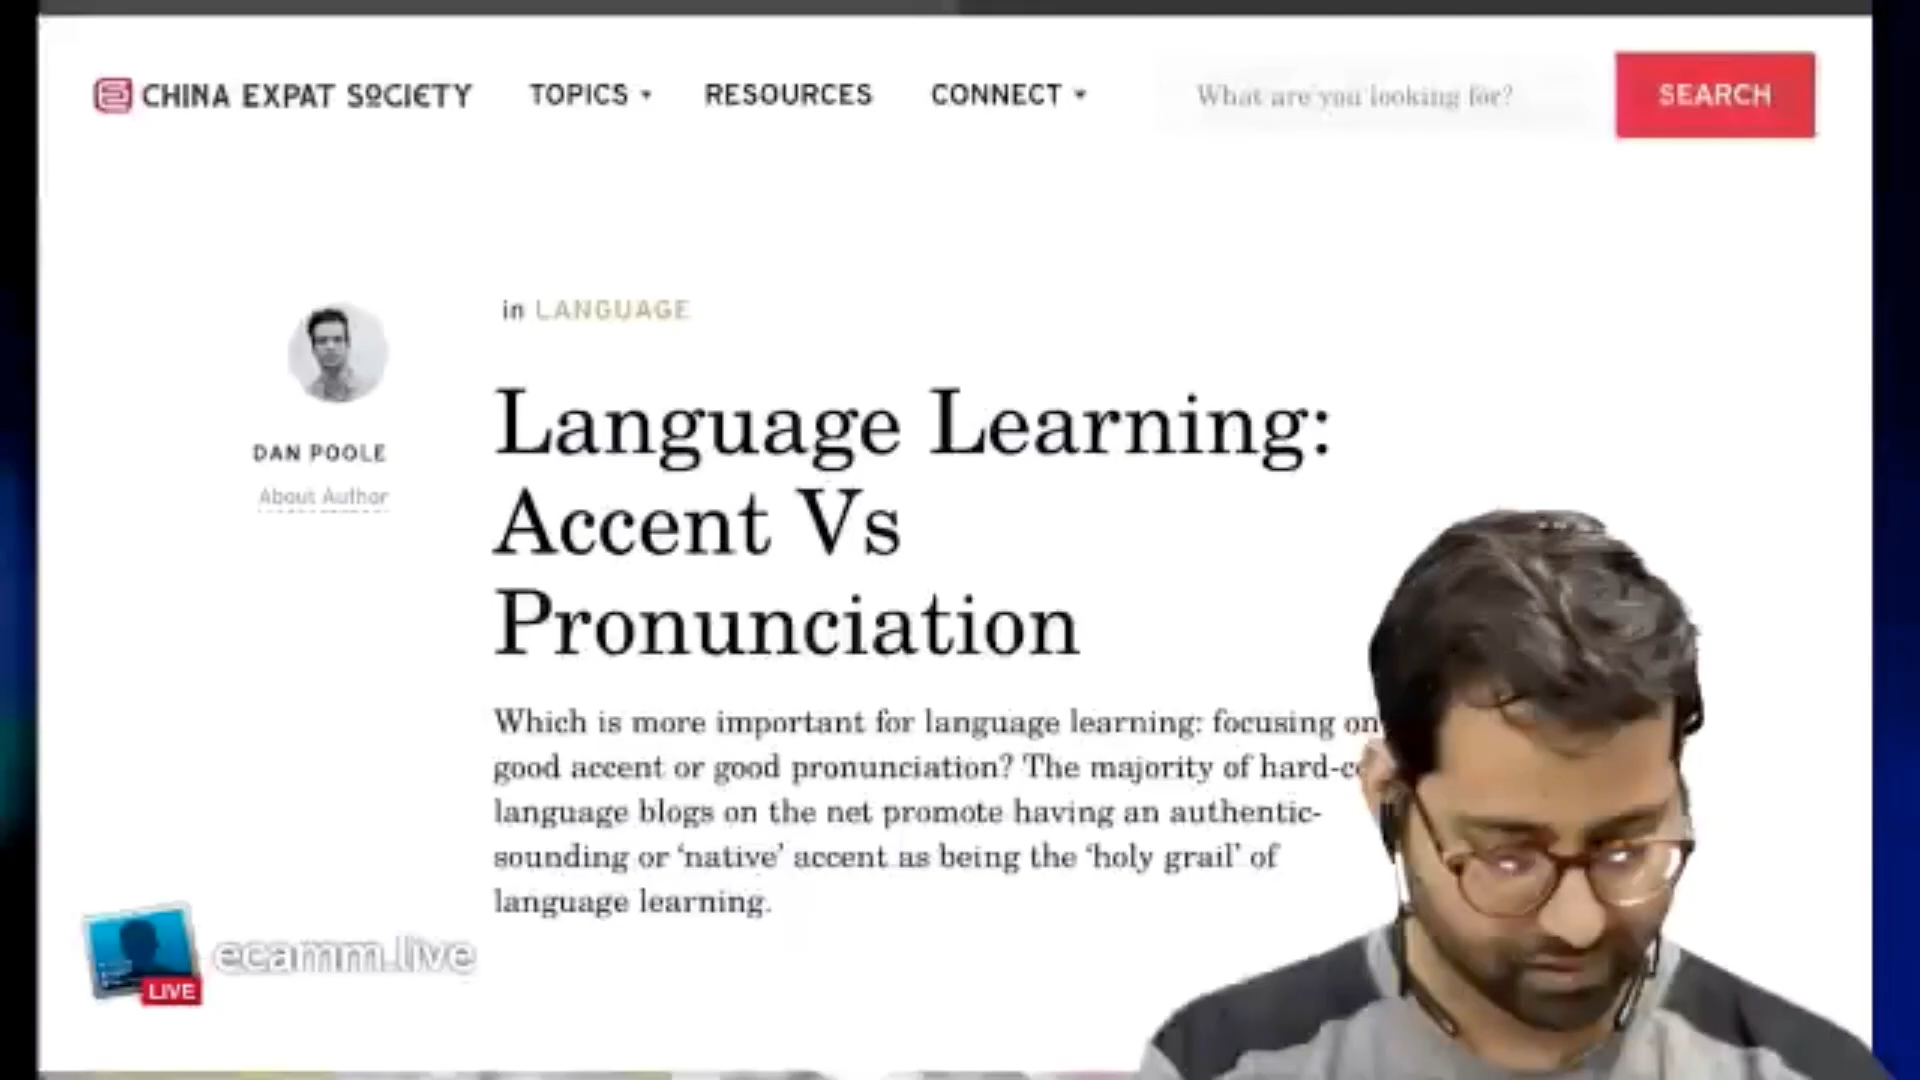 CHINA EXPAT SOCIETY TOPICS RESOURCES CONNECT What are you looking for? SEARCH
in LANGUAGE
DAN POOLE
About Author
Language Learning:
Accent Vs
Pronunciation
Which is more important for language learning: focusing on
good accent or good pronunciation? The majority of
language blogs on the net promote having an authentic-
sounding or ‘native’ accent as being the ‘holy grail’ of
language learning.
ecamm.live
LIVE